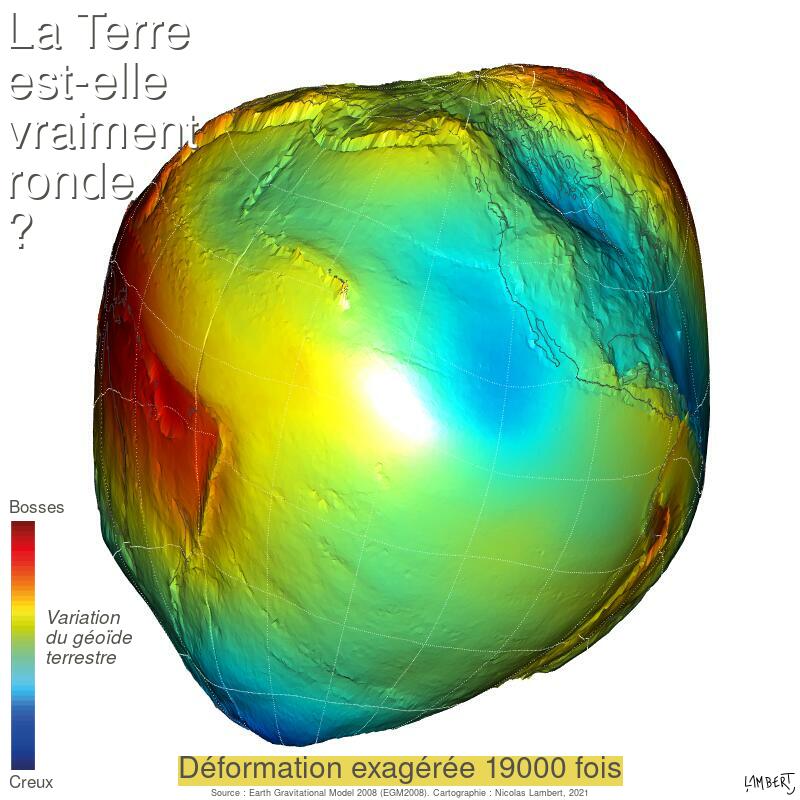 La Terre
est-elle
vraiment
ronde
?
Bosses
Variation
du géoïde
terrestre
Creux
Déformation exagérée 19000 fois
Source : Earth Gravitational Model 2008 (EGM2008). Cartographie : Nicolas Lambert, 2021
LAMBERT